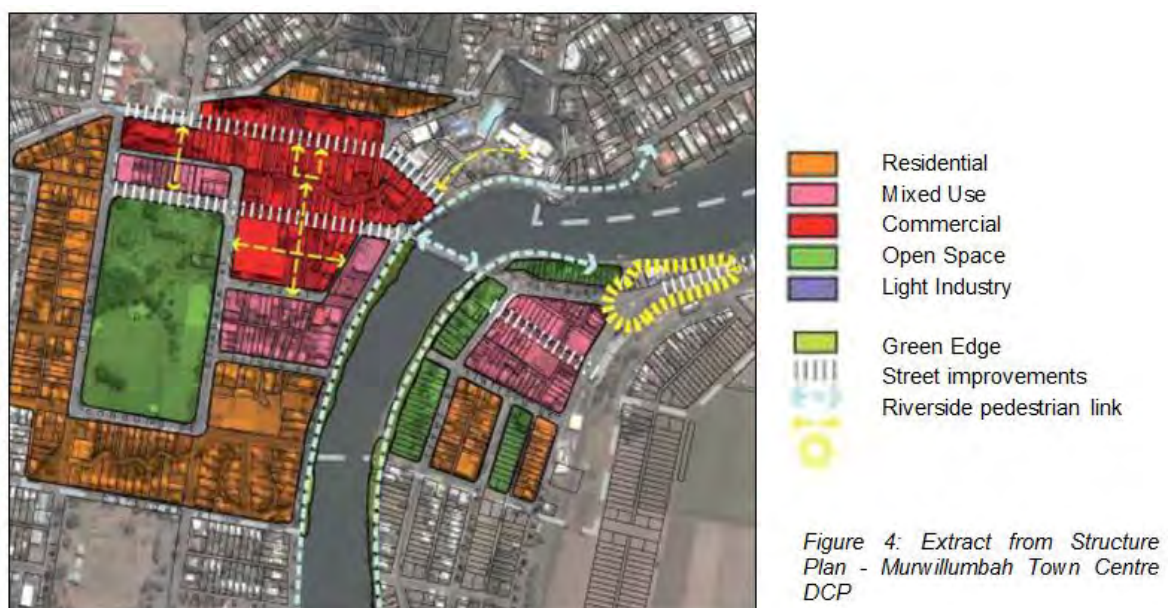 Residential
Mixed Use
Commercial
Open Space
Light Industry
Green Edge
Street improvements
Riverside pedestrian link
Figure 4: Extract from Structure
Plan - Murwillumbah Town Centre
DCP